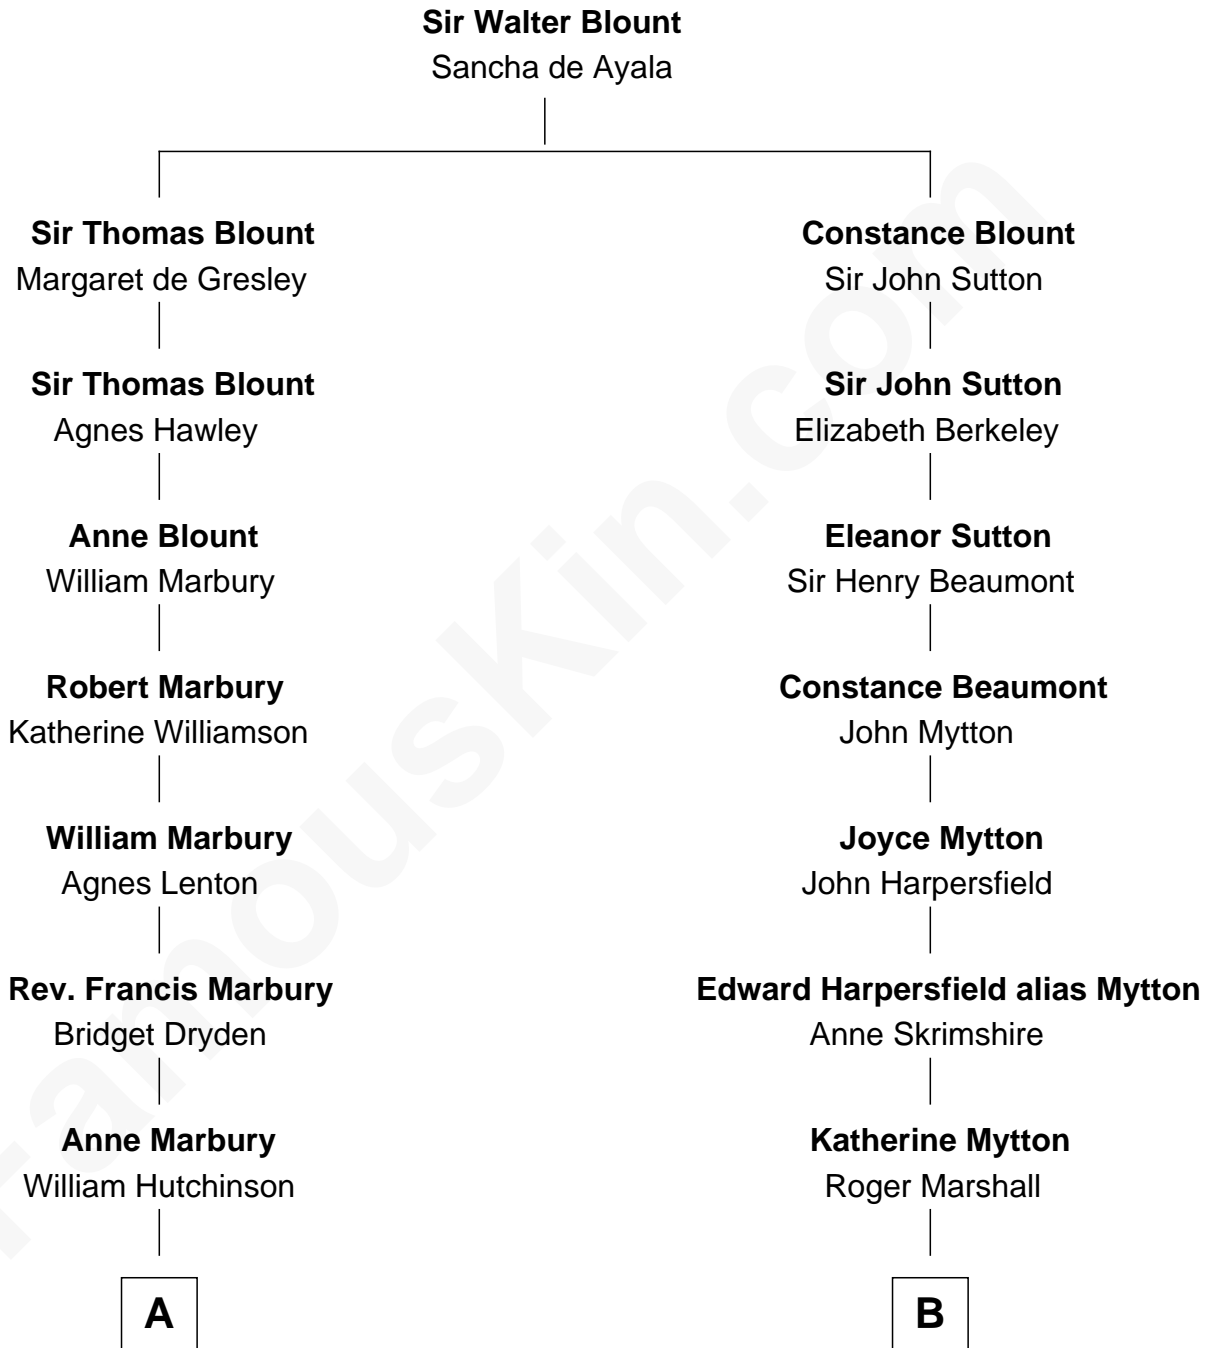 Sir Walter Blount
Sancha de Ayala
Sir Thomas Blount
Margaret de Gresley
Sir Thomas Blount
Agnes Hawley
Anne Blount
William Marbury
Robert Marbury
Katherine Williamson
William Marbury
Agnes Lenton
Rev. Francis Marbury
Bridget Dryden
Anne Marbury
William Hutchinson
A
Constance Blount
Sir John Sutton
Sir John Sutton
Elizabeth Berkeley
Eleanor Sutton
Sir Henry Beaumont
Constance Beaumont
John Mytton
Joyce Mytton
John Harpersfield
Edward Harpersfield alias Mytton
Anne Skrimshire
Katherine Mytton
Roger Marshall
B
FamousKin.com